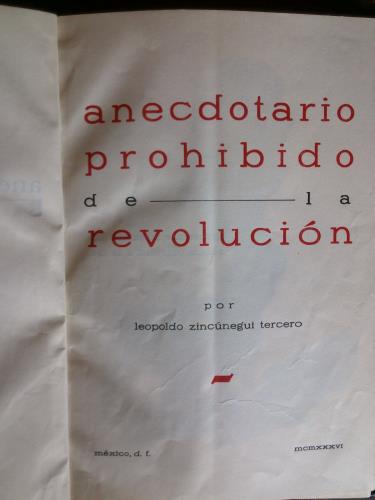 anecdotario
prohibido
de la
revolución
por
leopoldo zincúnegui tercero
méxico, d. f. mcmxxxvi